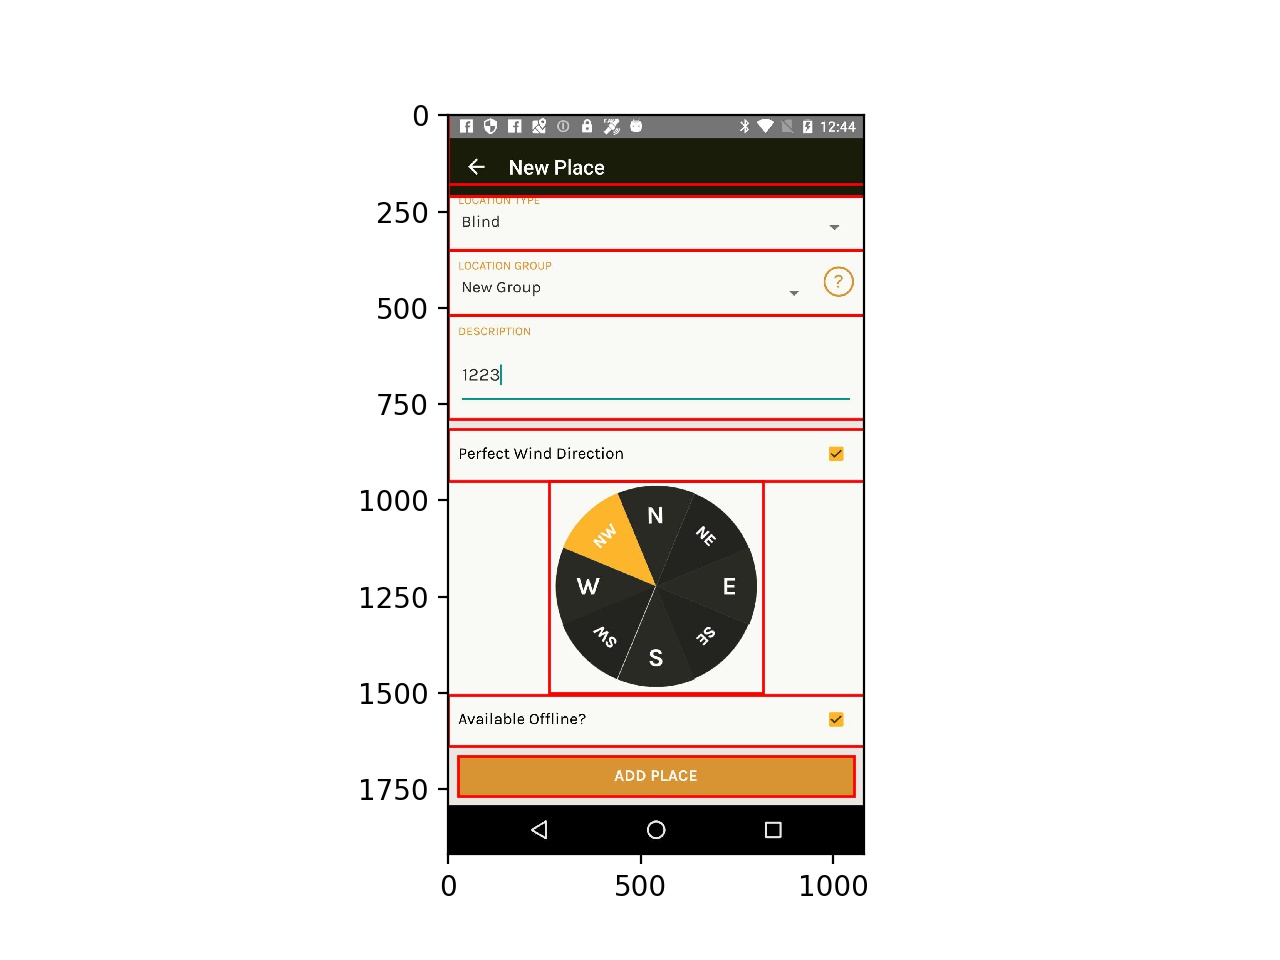 0
250
500
750
1000
1250
1500
1750
0
500
1000
12:44
New Place
LOCATION TYPE
Blind
LOCATION GROUP
New Group
?
DESCRIPTION
1223
Perfect Wind Direction
N
NE
E
SE
S
SW
W
NW
Available Offline?
ADD PLACE